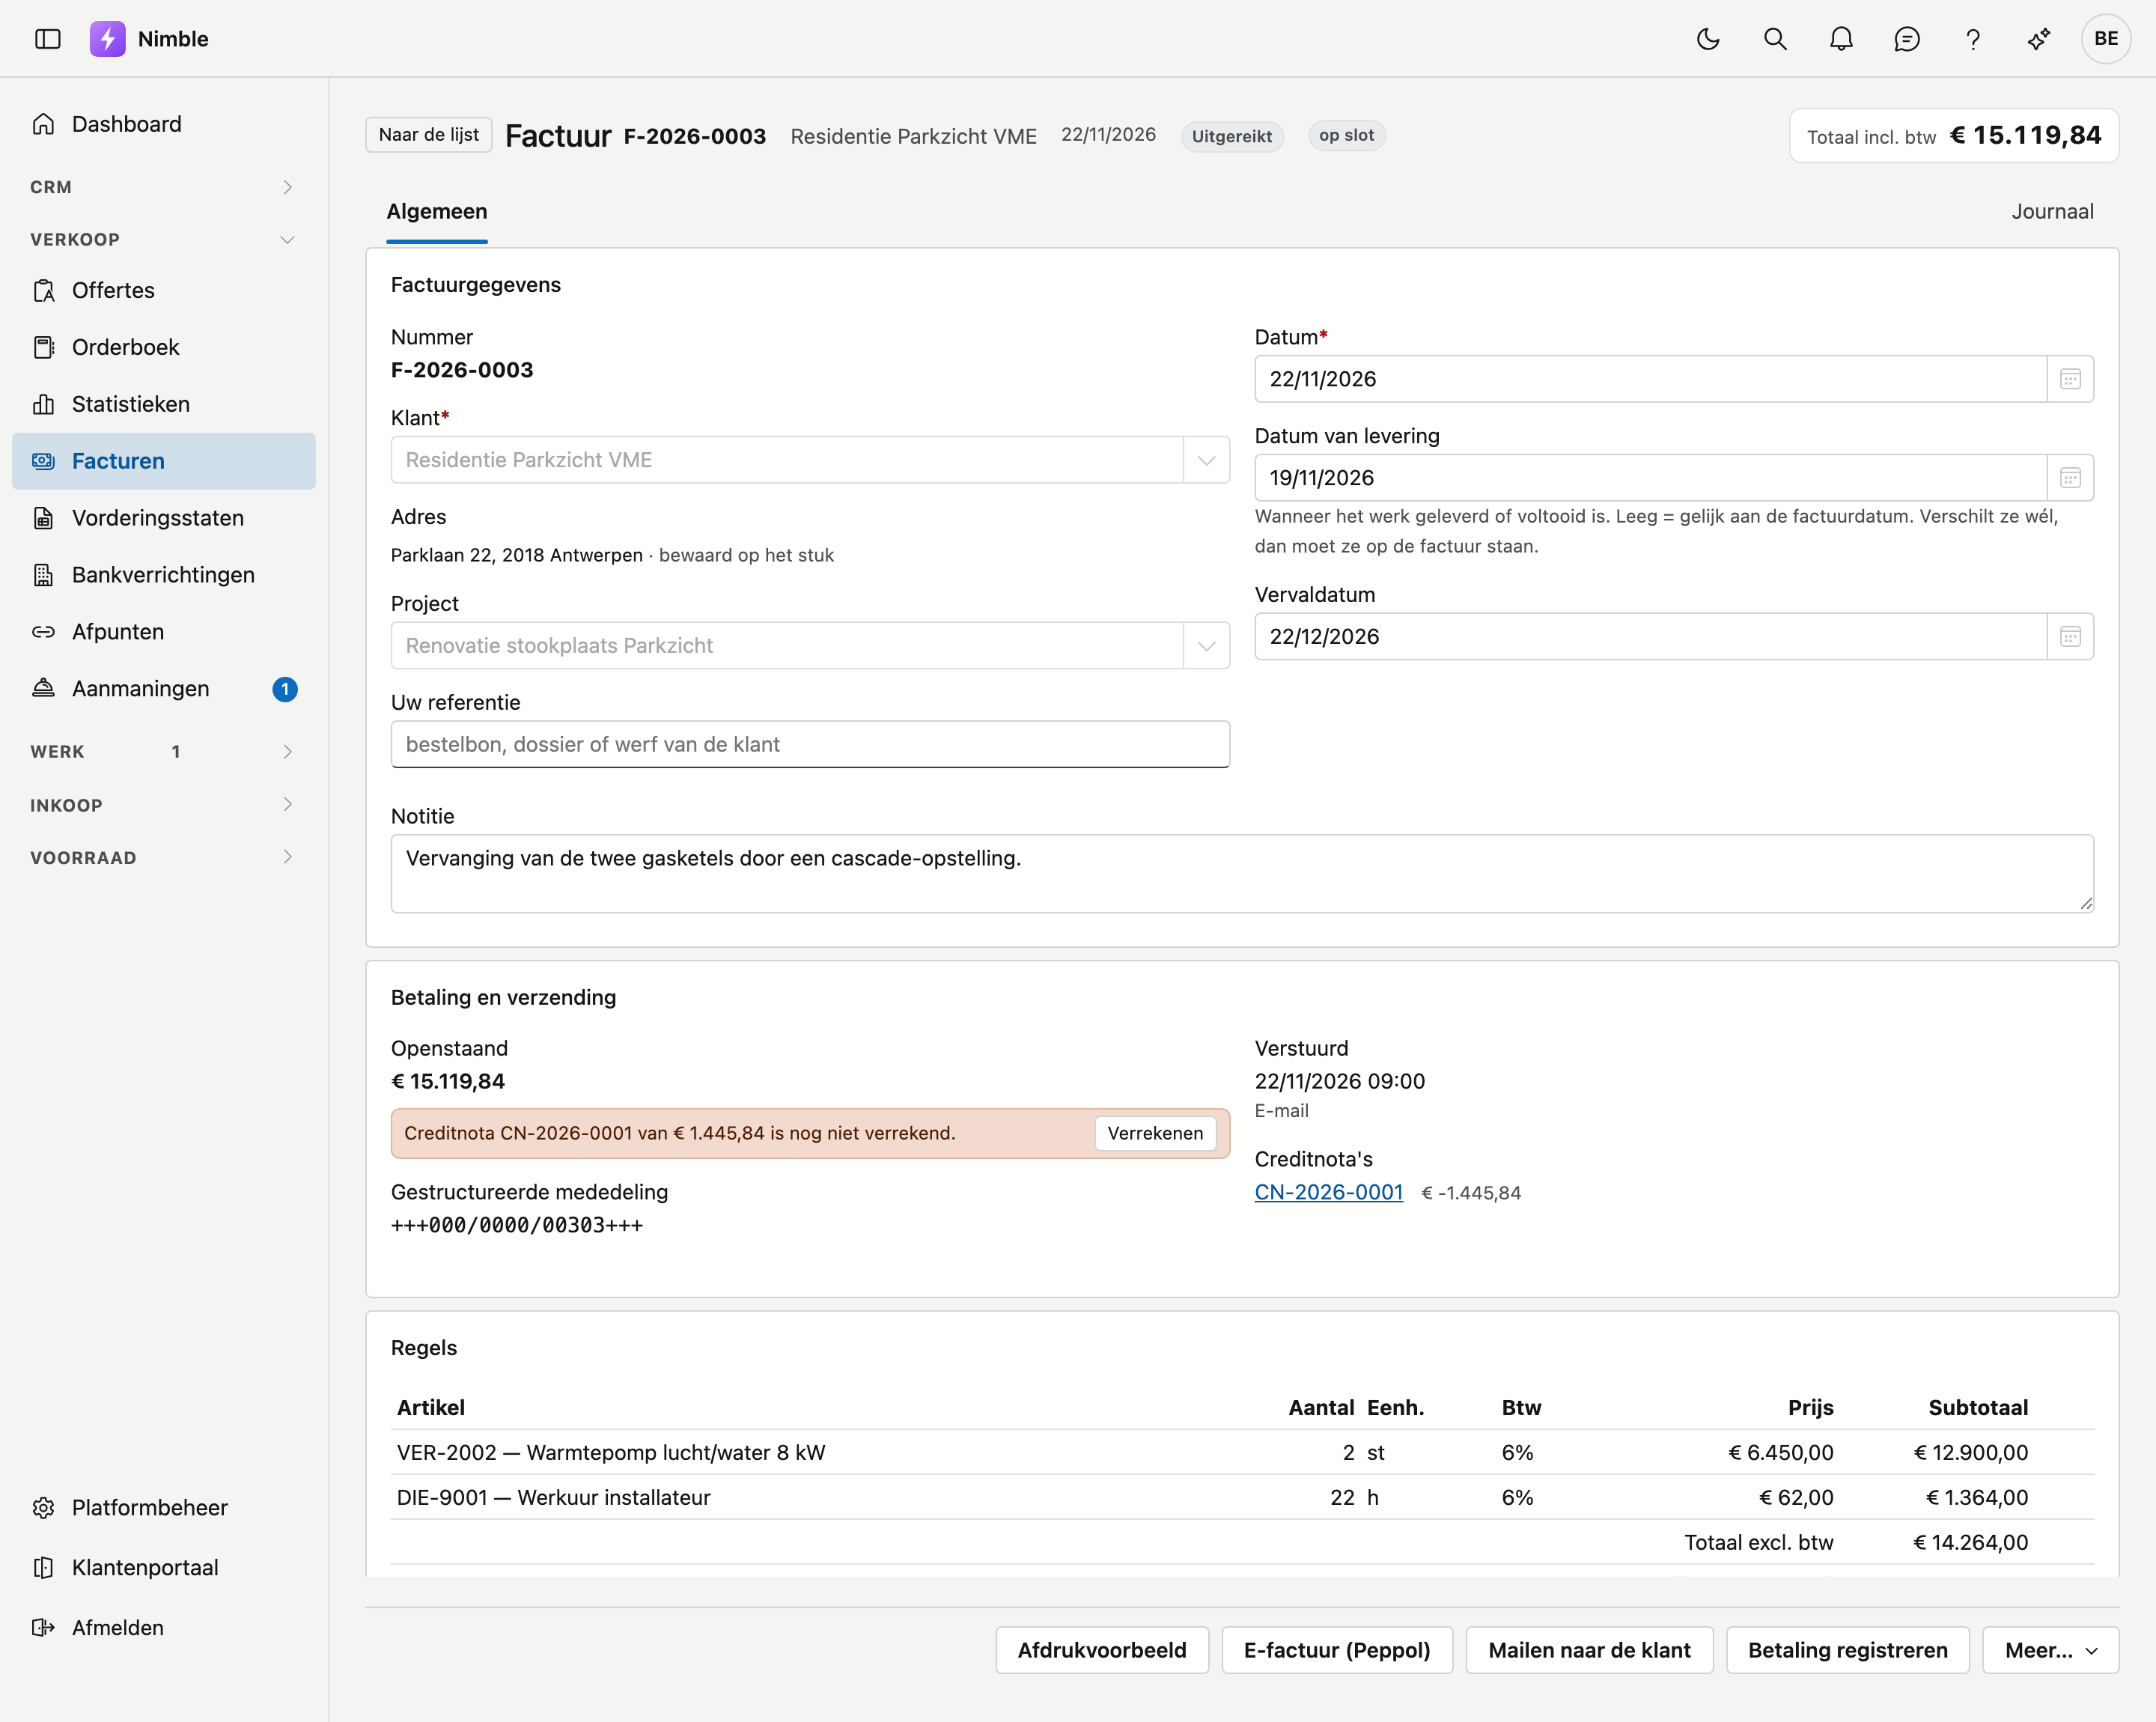 Nimble
BE
Dashboard
CRM
VERKOOP
Offertes
Orderboek
Statistieken
Facturen
Vorderingsstaten
Bankverrichtingen
Afpunten
Aanmaningen 1
WERK 1
INKOOP
VOORRAAD
Platformbeheer
Klantenportaal
Afmelden
Naar de lijst Factuur F-2026-0003 Residentie Parkzicht VME 22/11/2026 Uitgereikt op slot
Totaal incl. btw € 15.119,84
Algemeen Journaal
Factuurgegevens
Nummer
F-2026-0003
Klant*
Residentie Parkzicht VME
Adres
Parklaan 22, 2018 Antwerpen · bewaard op het stuk
Project
Renovatie stookplaats Parkzicht
Uw referentie
bestelbon, dossier of werf van de klant
Datum*
22/11/2026
Datum van levering
19/11/2026
Wanneer het werk geleverd of voltooid is. Leeg = gelijk aan de factuurdatum. Verschilt ze wél,
dan moet ze op de factuur staan.
Vervaldatum
22/12/2026
Notitie
Vervanging van de twee gasketels door een cascade-opstelling.
Betaling en verzending
Openstaand
€ 15.119,84
Creditnota CN-2026-0001 van € 1.445,84 is nog niet verrekend. Verrekenen
Gestructureerde mededeling
+++000/0000/00303+++
Verstuurd
22/11/2026 09:00
E-mail
Creditnota's
CN-2026-0001 € -1.445,84
Regels
Artikel Aantal Eenh. Btw Prijs Subtotaal
VER-2002 — Warmtepomp lucht/water 8 kW 2 st 6% € 6.450,00 € 12.900,00
DIE-9001 — Werkuur installateur 22 h 6% € 62,00 € 1.364,00
Totaal excl. btw € 14.264,00
Afdrukvoorbeeld E-factuur (Peppol) Mailen naar de klant Betaling registreren Meer...